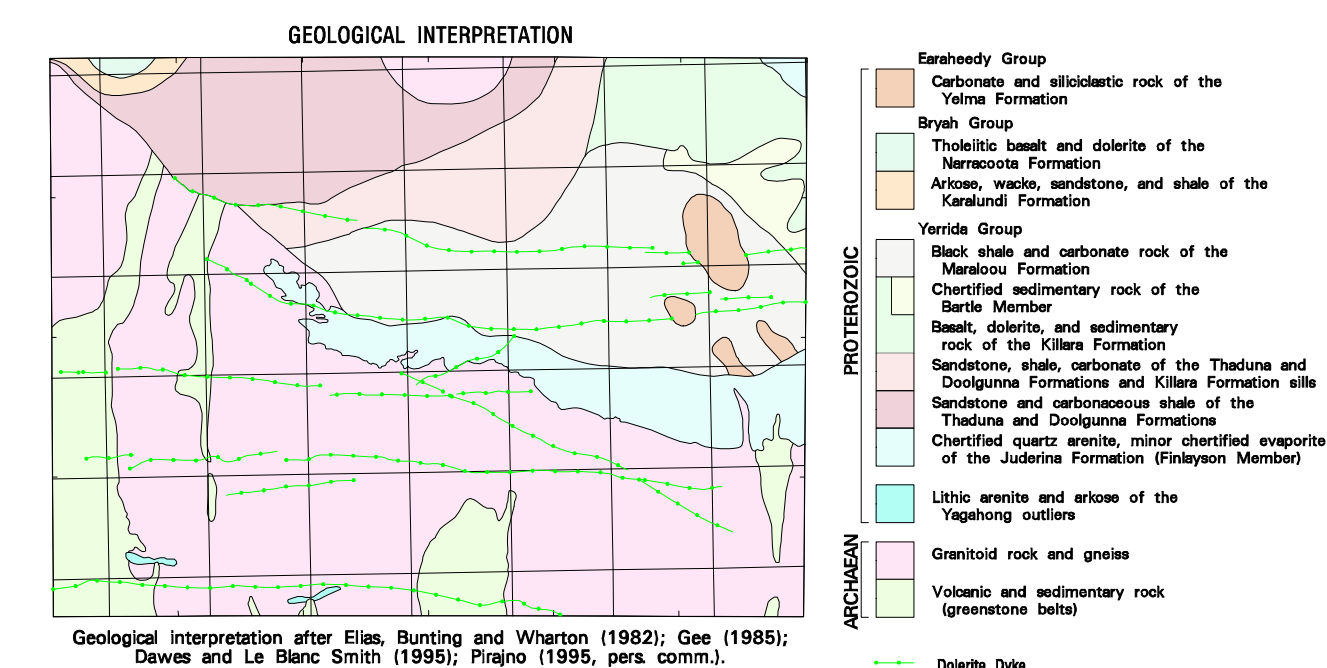 GEOLOGICAL INTERPRETATION
Geological interpretation after Elias, Bunting and Wharton (1982); Gee (1985);
Dawes and Le Blanc Smith (1995); Pirajno (1995, pers. comm.).
PROTEROZOIC
Earaheedy Group
Carbonate and siliciclastic rock of the
Yelma Formation
Bryah Group
Tholeiitic basalt and dolerite of the
Narracoota Formation
Arkose, wacke, sandstone, and shale of the
Karalundi Formation
Yerrida Group
Black shale and carbonate rock of the
Maraloou Formation
Chertified sedimentary rock of the
Bartle Member
Basalt, dolerite, and sedimentary
rock of the Killara Formation
Sandstone, shale, carbonate of the Thaduna and
Doolgunna Formations and Killara Formation sills
Sandstone and carbonaceous shale of the
Thaduna and Doolgunna Formations
Chertified quartz arenite, minor chertified evaporite
of the Juderina Formation (Finlayson Member)
Lithic arenite and arkose of the
Yagahong outliers
ARCHAEAN
Granitoid rock and gneiss
Volcanic and sedimentary rock
(greenstone belts)
Dolerite Dyke